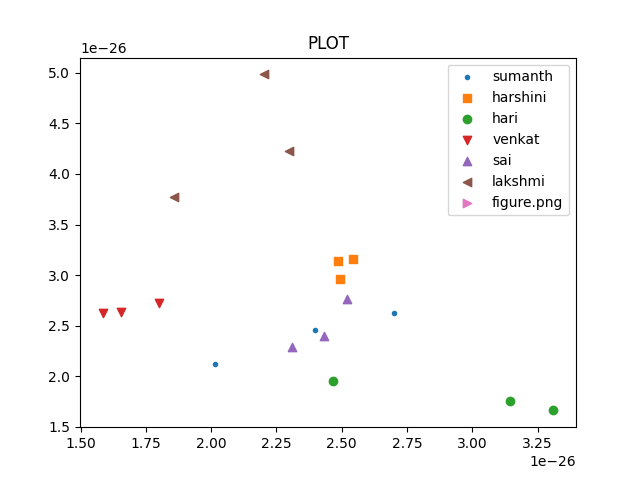 PLOT
1e−26
5.0
4.5
4.0
3.5
3.0
2.5
2.0
1.5
sumanth
harshini
hari
venkat
sai
lakshmi
figure.png
1.50 1.75 2.00 2.25 2.50 2.75 3.00 3.25
1e−26